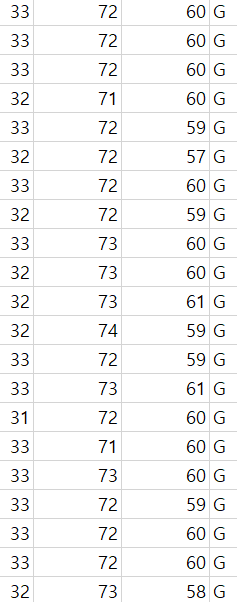 33 72 60 G
33 72 60 G
33 72 60 G
32 71 60 G
33 72 59 G
32 72 57 G
33 72 60 G
32 72 59 G
33 73 60 G
32 73 60 G
32 73 61 G
32 74 59 G
33 72 59 G
33 73 61 G
31 72 60 G
33 71 60 G
33 73 60 G
33 72 59 G
33 72 60 G
33 72 60 G
32 73 58 G